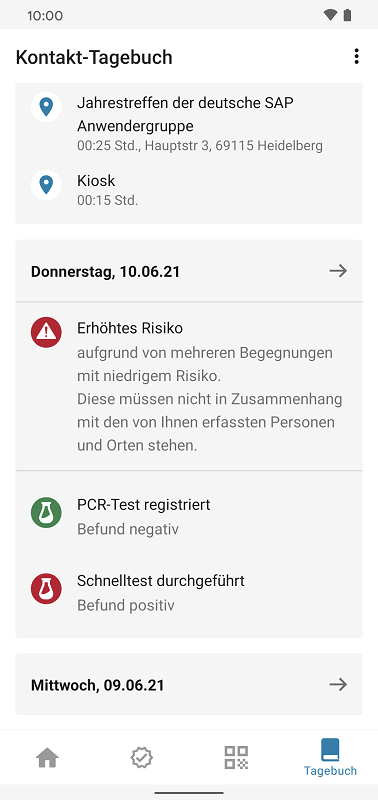 10:00
Kontakt-Tagebuch
Jahrestreffen der deutsche SAP
Anwendergruppe
00:25 Std., Hauptstr 3, 69115 Heidelberg
Kiosk
00:15 Std.
Donnerstag, 10.06.21
Erhöhtes Risiko
aufgrund von mehreren Begegnungen
mit niedrigem Risiko.
Diese müssen nicht in Zusammenhang
mit den von Ihnen erfassten Personen
und Orten stehen.
PCR-Test registriert
Befund negativ
Schnelltest durchgeführt
Befund positiv
Mittwoch, 09.06.21
Tagebuch